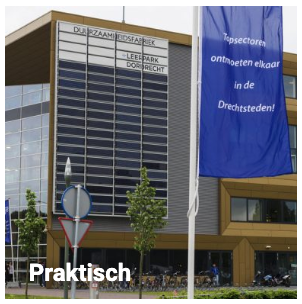 DUURZAAMHEIDSFABRIEK
LEERPARK
DORDRECHT
Topsectoren
ontmoeten elkaar
in de
Drechtsteden!
Praktisch